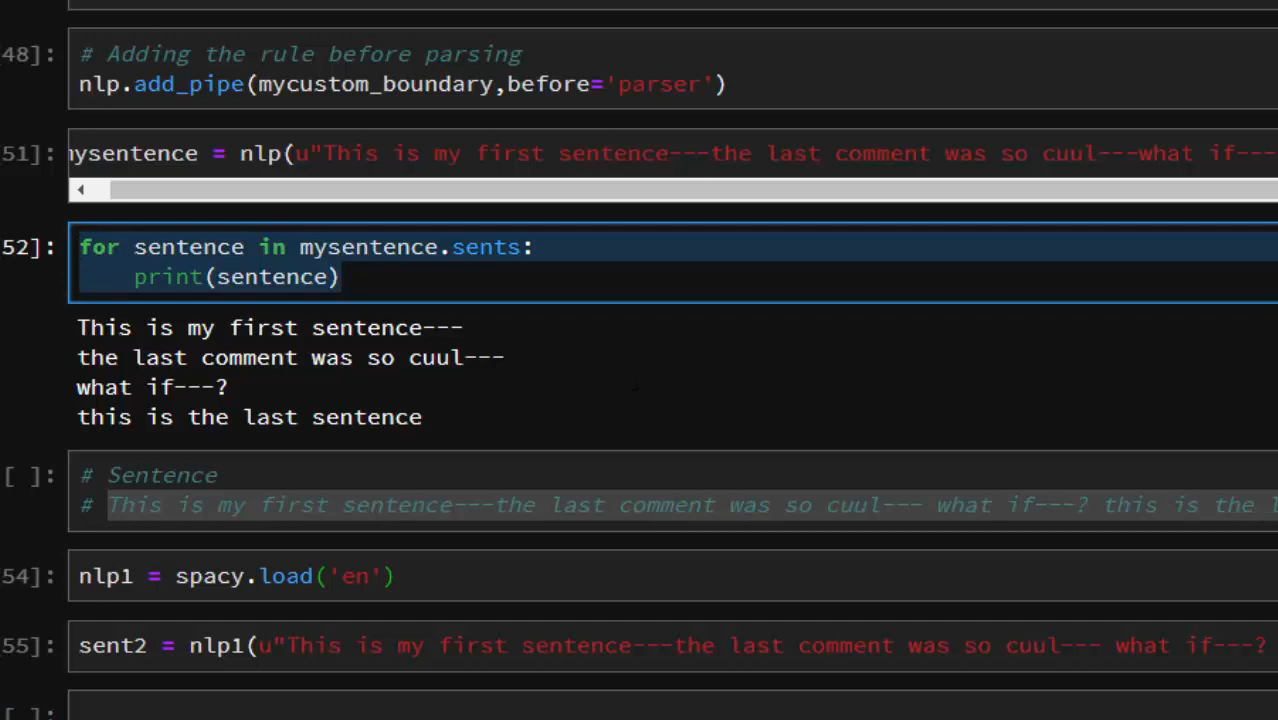 48]:
# Adding the rule before parsing
nlp.add_pipe(mycustom_boundary,before='parser')
51]:
mysentence = nlp(u"This is my first sentence---the last comment was so cuul---what if---
52]:
for sentence in mysentence.sents:
    print(sentence)
This is my first sentence---
the last comment was so cuul---
what if---?
this is the last sentence
[ ]:
# Sentence
# This is my first sentence---the last comment was so cuul--- what if---? this is the l
54]:
nlp1 = spacy.load('en')
55]:
sent2 = nlp1(u"This is my first sentence---the last comment was so cuul--- what if---?
[ ]: